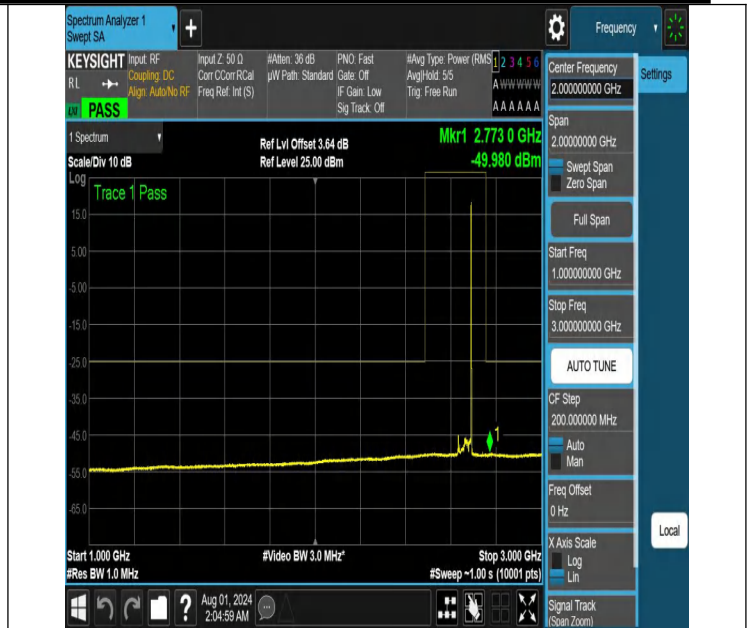 Spectrum Analyzer 1
Swept SA
Frequency
KEYSIGHT
RL
PASS
Input: RF
Coupling: DC
Align: Auto/No RF
Input Z: 50 Ω
Corr CCorr RCal
Freq Ref: Int (S)
#Atten: 36 dB
µW Path: Standard
PNO: Fast
Gate: Off
IF Gain: Low
Sig Track: Off
#Avg Type: Power (RMS
Avg|Hold: 5/5
Trig: Free Run
1 2 3 4 5 6
A W W W W W
A A A A A A
1 Spectrum
Scale/Div 10 dB
Ref Lvl Offset 3.64 dB
Ref Level 25.00 dBm
Mkr1 2.773 0 GHz
-49.980 dBm
Log
Trace 1 Pass
15.0
5.00
-5.00
-15.0
-25.0
-35.0
-45.0
-55.0
-65.0
1
Start 1.000 GHz
#Res BW 1.0 MHz
#Video BW 3.0 MHz*
Stop 3.000 GHz
#Sweep ~1.00 s (10001 pts)
Aug 01, 2024
2:04:59 AM
Center Frequency
2.000000000 GHz
Settings
Span
2.00000000 GHz
Swept Span
Zero Span
Full Span
Start Freq
1.000000000 GHz
Stop Freq
3.000000000 GHz
AUTO TUNE
CF Step
200.000000 MHz
Auto
Man
Freq Offset
0 Hz
Local
X Axis Scale
Log
Lin
Signal Track
(Span Zoom)